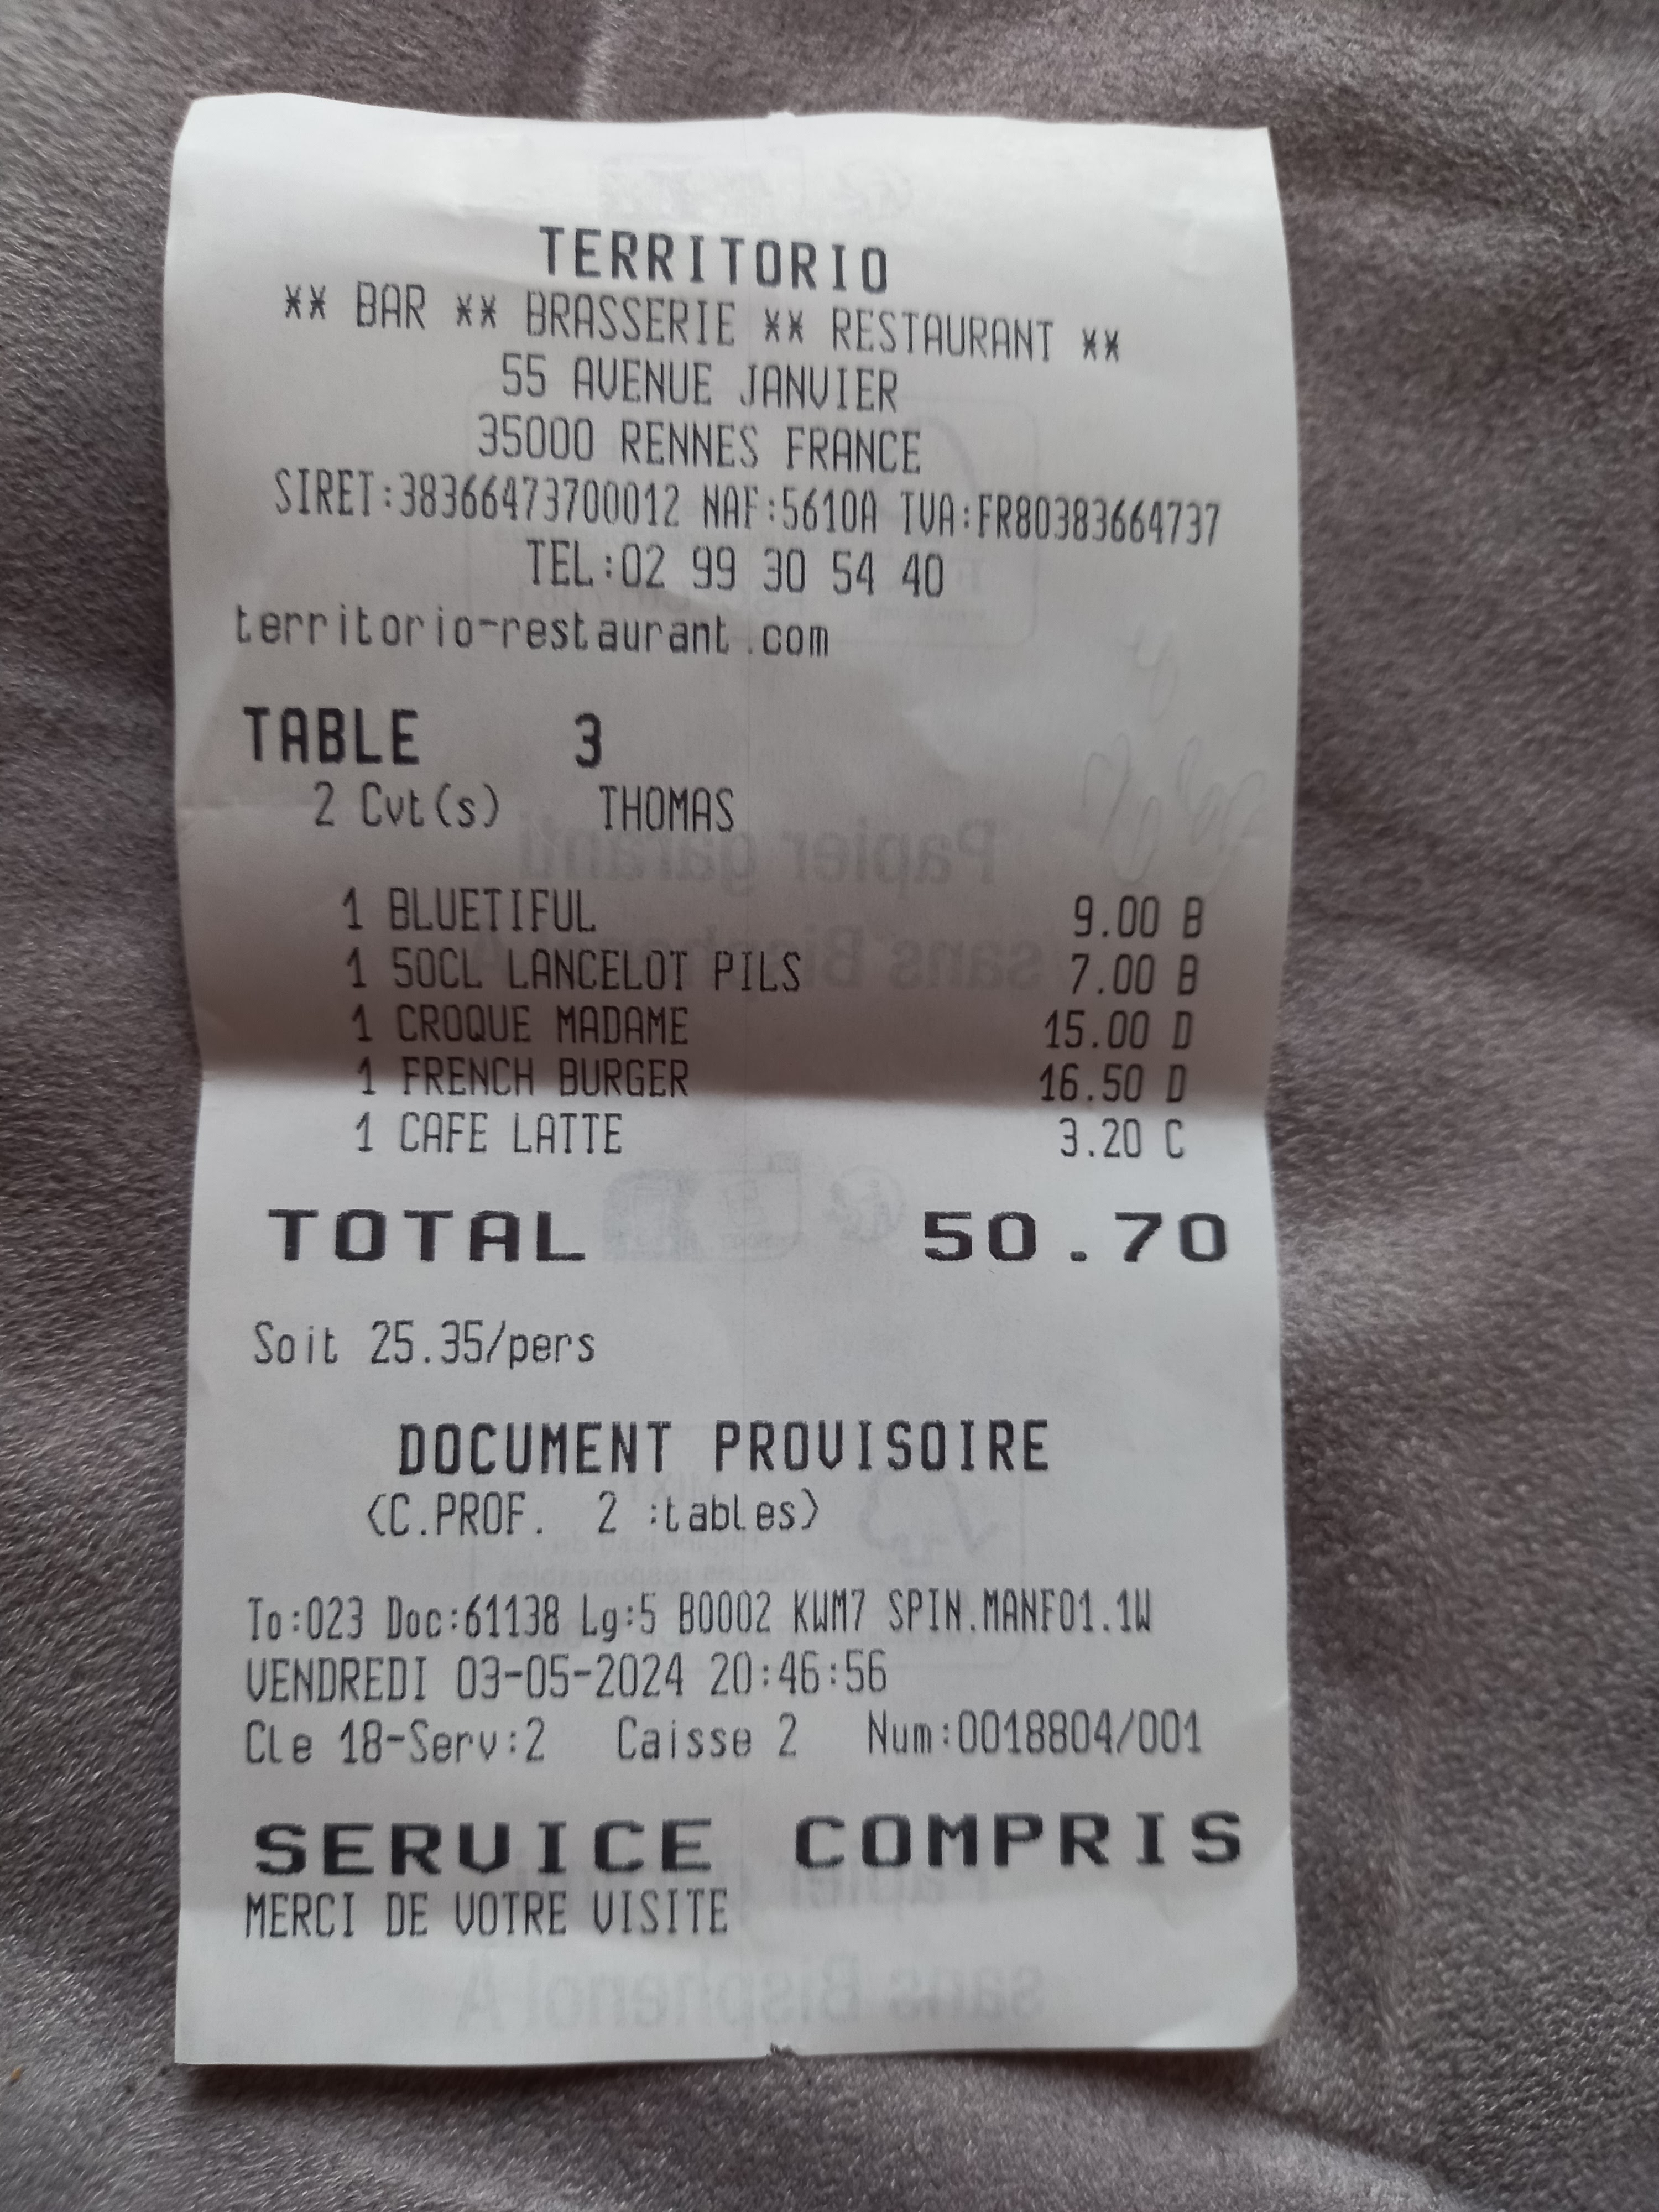 TERRITORIO
** BAR ** BRASSERIE ** RESTAURANT **
55 AVENUE JANVIER
35000 RENNES FRANCE
SIRET:38366473700012 NAF:5610A TVA:FR80383664737
TEL:02 99 30 54 40
territorio-restaurant.com
TABLE 3
2 Cvt(s) THOMAS
1 BLUETIFUL 9.00 B
1 50CL LANCELOT PILS 7.00 B
1 CROQUE MADAME 15.00 D
1 FRENCH BURGER 16.50 D
1 CAFE LATTE 3.20 C
TOTAL 50.70
Soit 25.35/pers
DOCUMENT PROVISOIRE
<C.PROF. 2 :tables>
To:023 Doc:61138 Lg:5 B0002 KWM7 SPIN.MANF01.1W
VENDREDI 03-05-2024 20:46:56
Cle 18-Serv:2 Caisse 2 Num:0018804/001
SERVICE COMPRIS
MERCI DE VOTRE VISITE
Papier garanti
sans Bisphenol A